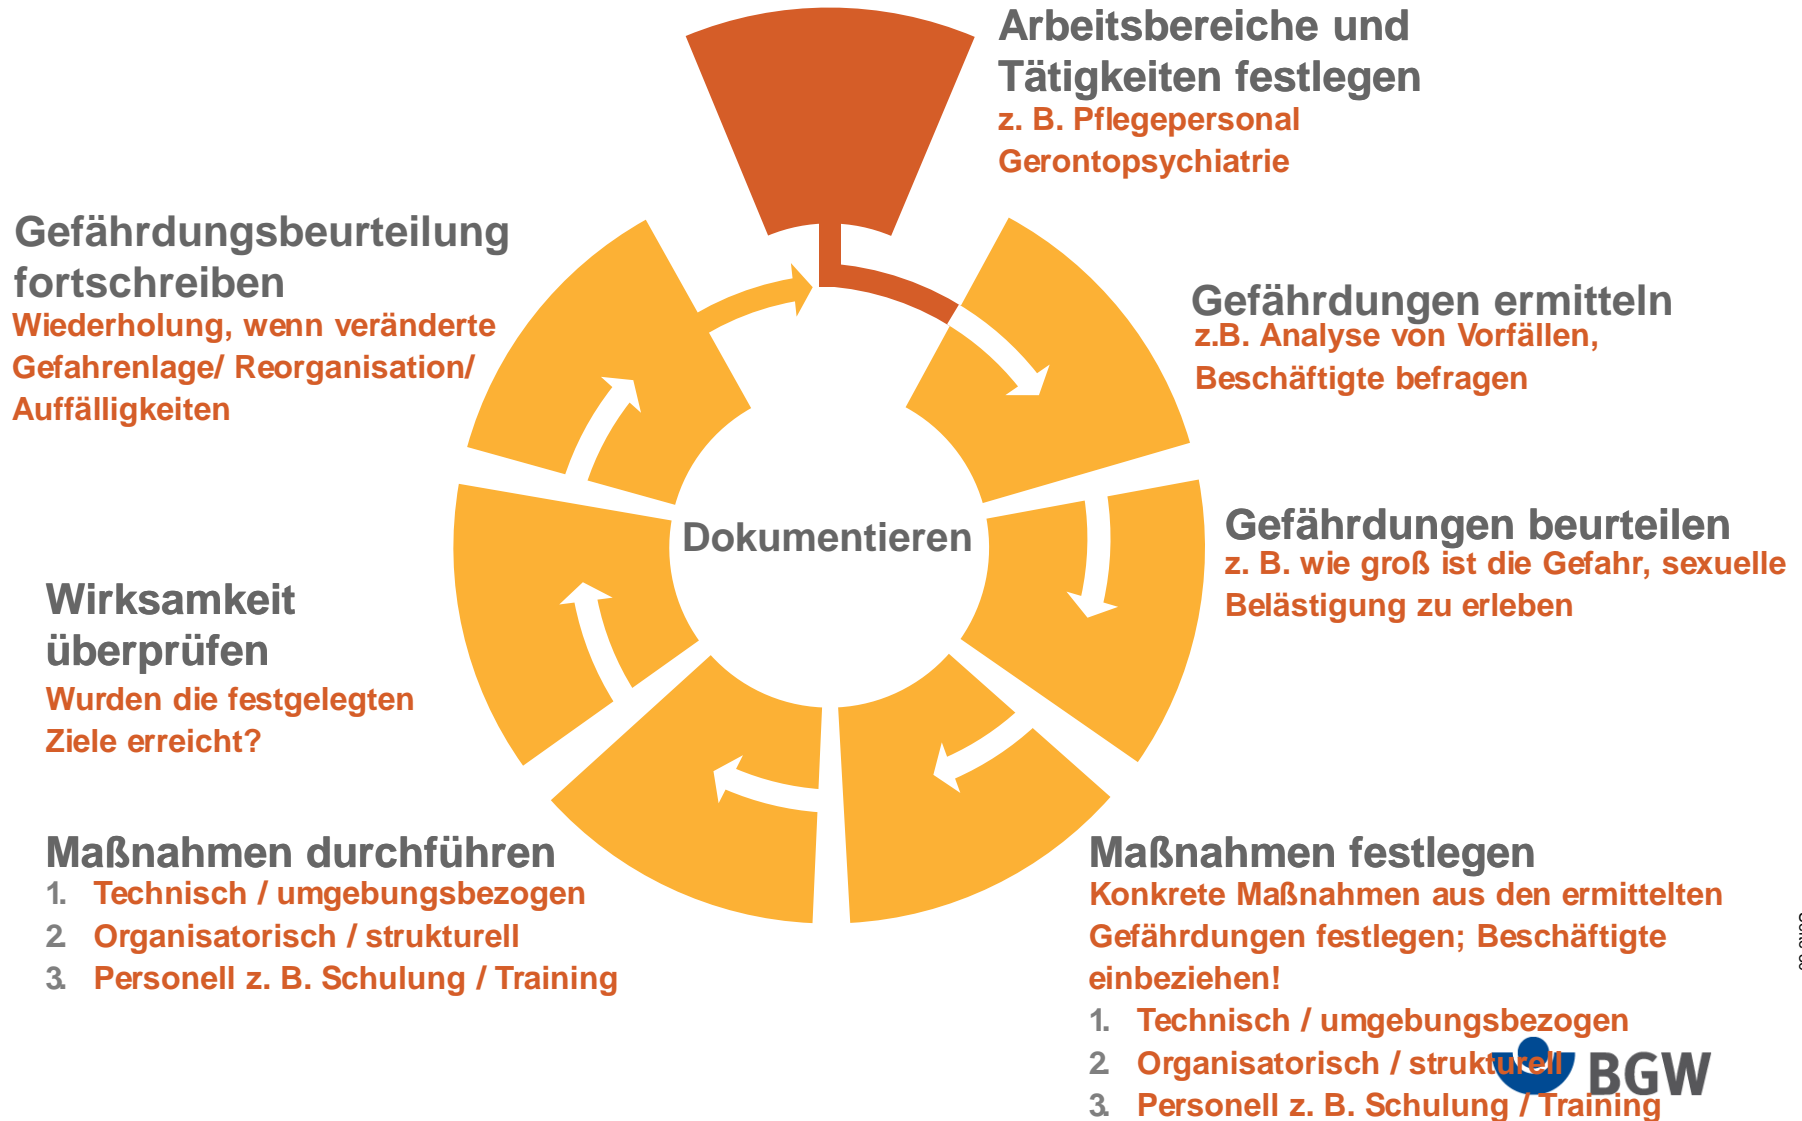 Arbeitsbereiche und
Tätigkeiten festlegen
z. B. Pflegepersonal
Gerontopsychiatrie
Gefährdungen ermitteln
z.B. Analyse von Vorfällen,
Beschäftigte befragen
Gefährdungen beurteilen
z. B. wie groß ist die Gefahr, sexuelle
Belästigung zu erleben
Maßnahmen festlegen
Konkrete Maßnahmen aus den ermittelten
Gefährdungen festlegen; Beschäftigte
einbeziehen!
1. Technisch / umgebungsbezogen
2. Organisatorisch / strukturell
3. Personell z. B. Schulung / Training
Maßnahmen durchführen
1. Technisch / umgebungsbezogen
2. Organisatorisch / strukturell
3. Personell z. B. Schulung / Training
Wirksamkeit
überprüfen
Wurden die festgelegten
Ziele erreicht?
Gefährdungsbeurteilung
fortschreiben
Wiederholung, wenn veränderte
Gefahrenlage/ Reorganisation/
Auffälligkeiten
Dokumentieren
BGW